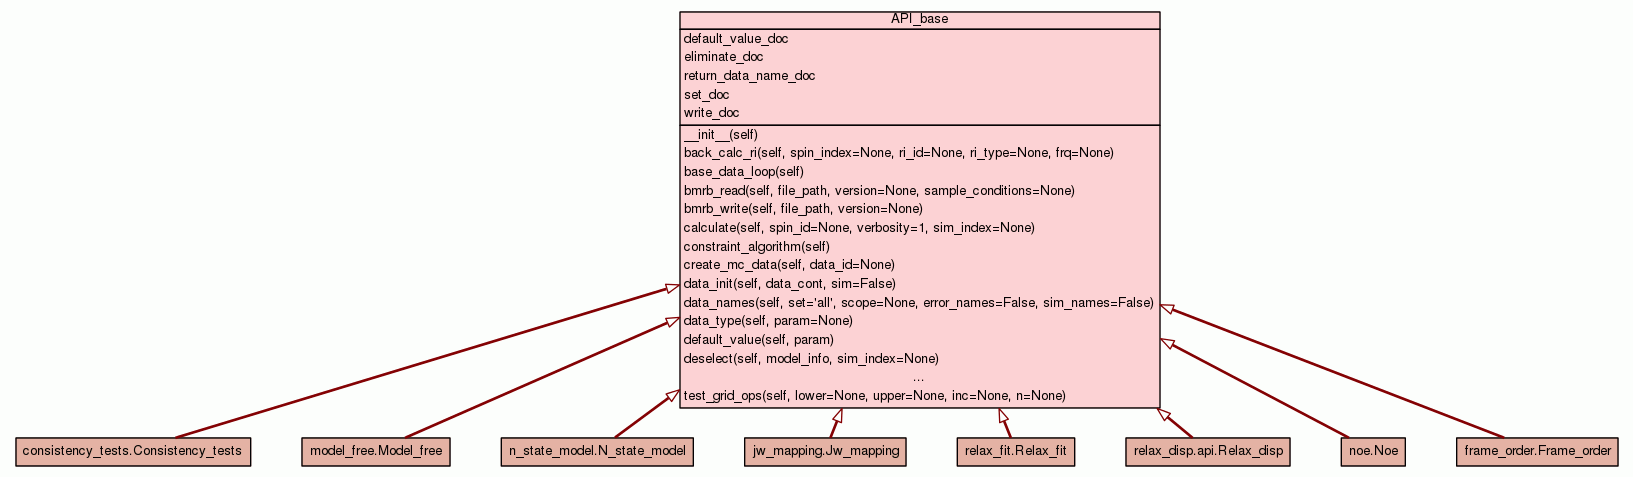 API_base
default_value_doc
eliminate_doc
return_data_name_doc
set_doc
write_doc
__init__(self)
back_calc_ri(self, spin_index=None, ri_id=None, ri_type=None, frq=None)
base_data_loop(self)
bmrb_read(self, file_path, version=None, sample_conditions=None)
bmrb_write(self, file_path, version=None)
calculate(self, spin_id=None, verbosity=1, sim_index=None)
constraint_algorithm(self)
create_mc_data(self, data_id=None)
data_init(self, data_cont, sim=False)
data_names(self, set='all', scope=None, error_names=False, sim_names=False)
data_type(self, param=None)
default_value(self, param)
deselect(self, model_info, sim_index=None)
...
test_grid_ops(self, lower=None, upper=None, inc=None, n=None)
consistency_tests.Consistency_tests
model_free.Model_free
n_state_model.N_state_model
jw_mapping.Jw_mapping
relax_fit.Relax_fit
relax_disp.api.Relax_disp
noe.Noe
frame_order.Frame_order